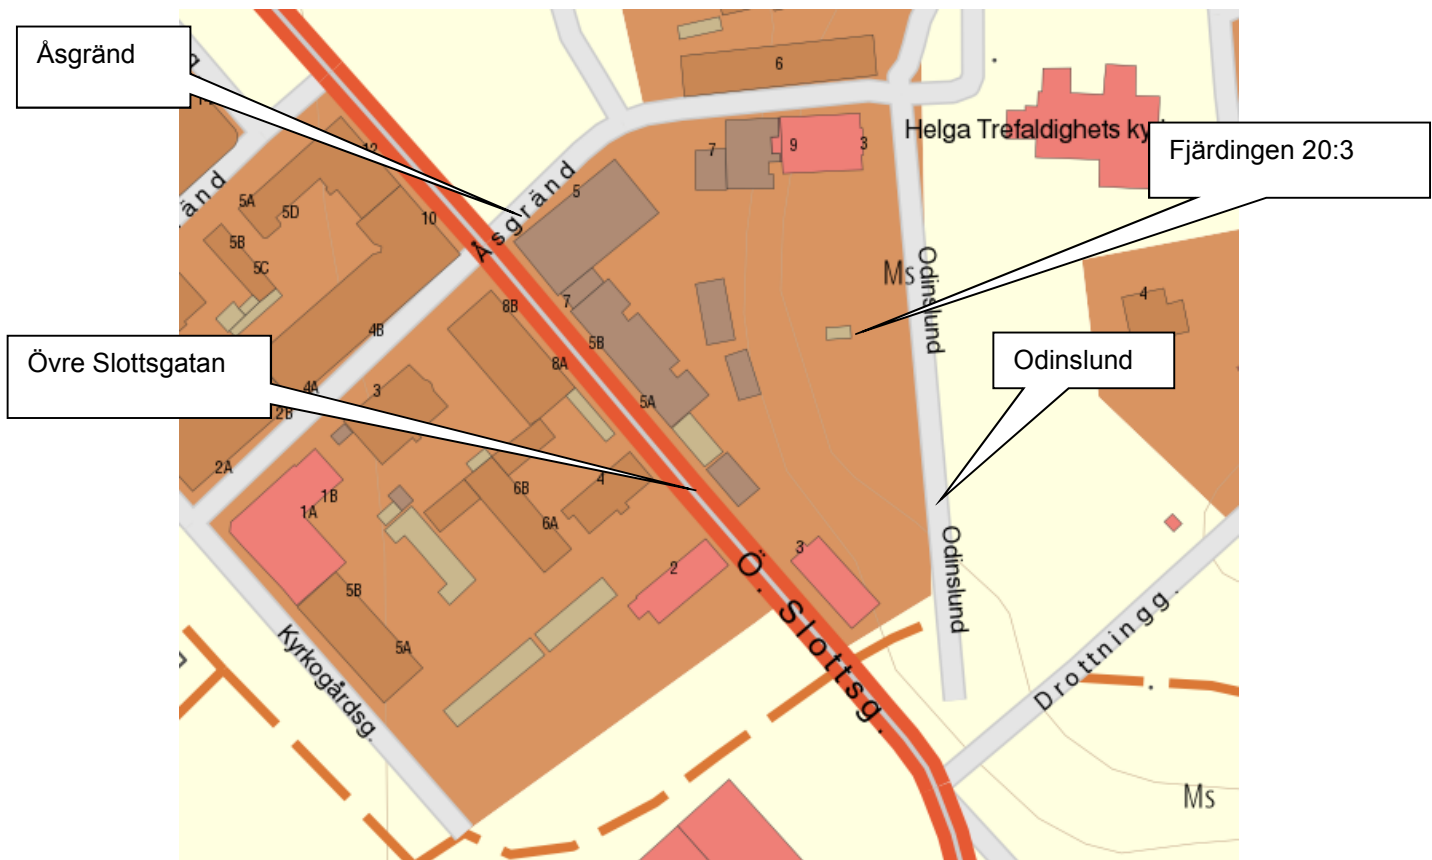 Åsgränd
Fjärdingen 20:3
Övre Slottsgatan
Odinslund
Helga Trefaldighets ky
Åsgränd
änd
Odinslund
Odinslund
Ö. Slottsg.
Drottningg.
Kyrkogårdsg.
Ms
Ms
6
7
9
3
5
12
10
5A
5D
5B
5C
4B
4A
2B
2A
8B
8A
7
5B
5A
3
1B
1A
6B
6A
4
2
3
5B
5A
4